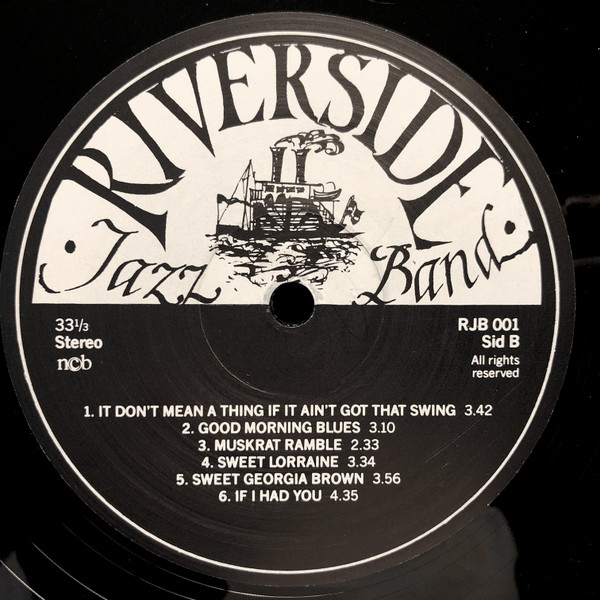 RIVERSIDE
Jazz Band
33 1/3
Stereo
ncb
RJB 001
Sid B
All rights
reserved
1. IT DON'T MEAN A THING IF IT AIN'T GOT THAT SWING 3.42
2. GOOD MORNING BLUES 3.10
3. MUSKRAT RAMBLE 2.33
4. SWEET LORRAINE 3.34
5. SWEET GEORGIA BROWN 3.56
6. IF I HAD YOU 4.35